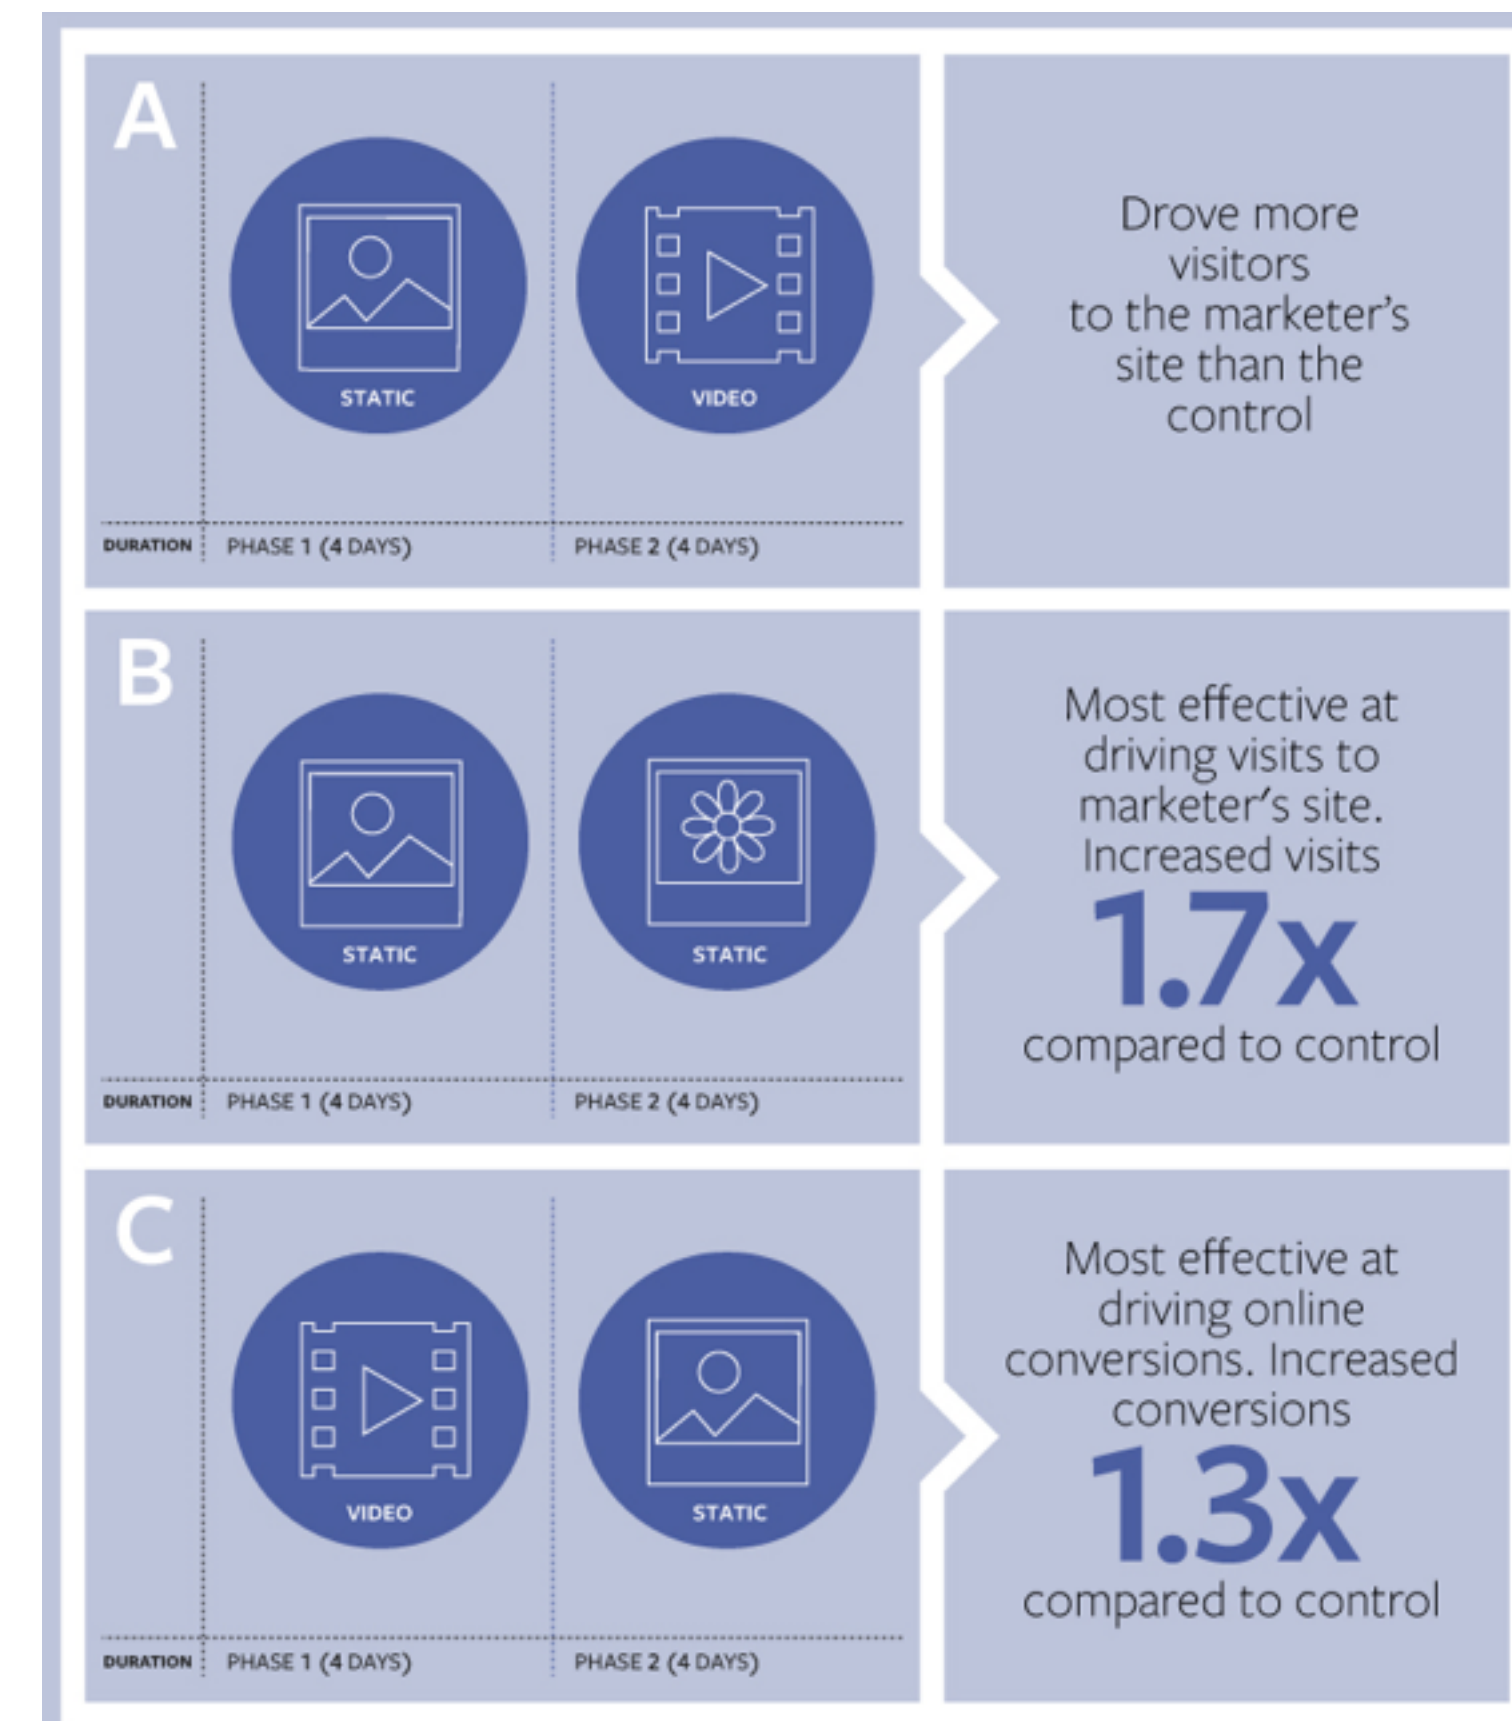 A
STATIC
VIDEO
DURATION
PHASE 1 (4 DAYS)
PHASE 2 (4 DAYS)
Drove more
visitors
to the marketer’s
site than the
control
B
STATIC
STATIC
DURATION
PHASE 1 (4 DAYS)
PHASE 2 (4 DAYS)
Most effective at
driving visits to
marketer's site.
Increased visits
1.7x
compared to control
C
VIDEO
STATIC
DURATION
PHASE 1 (4 DAYS)
PHASE 2 (4 DAYS)
Most effective at
driving online
conversions. Increased
conversions
1.3x
compared to control